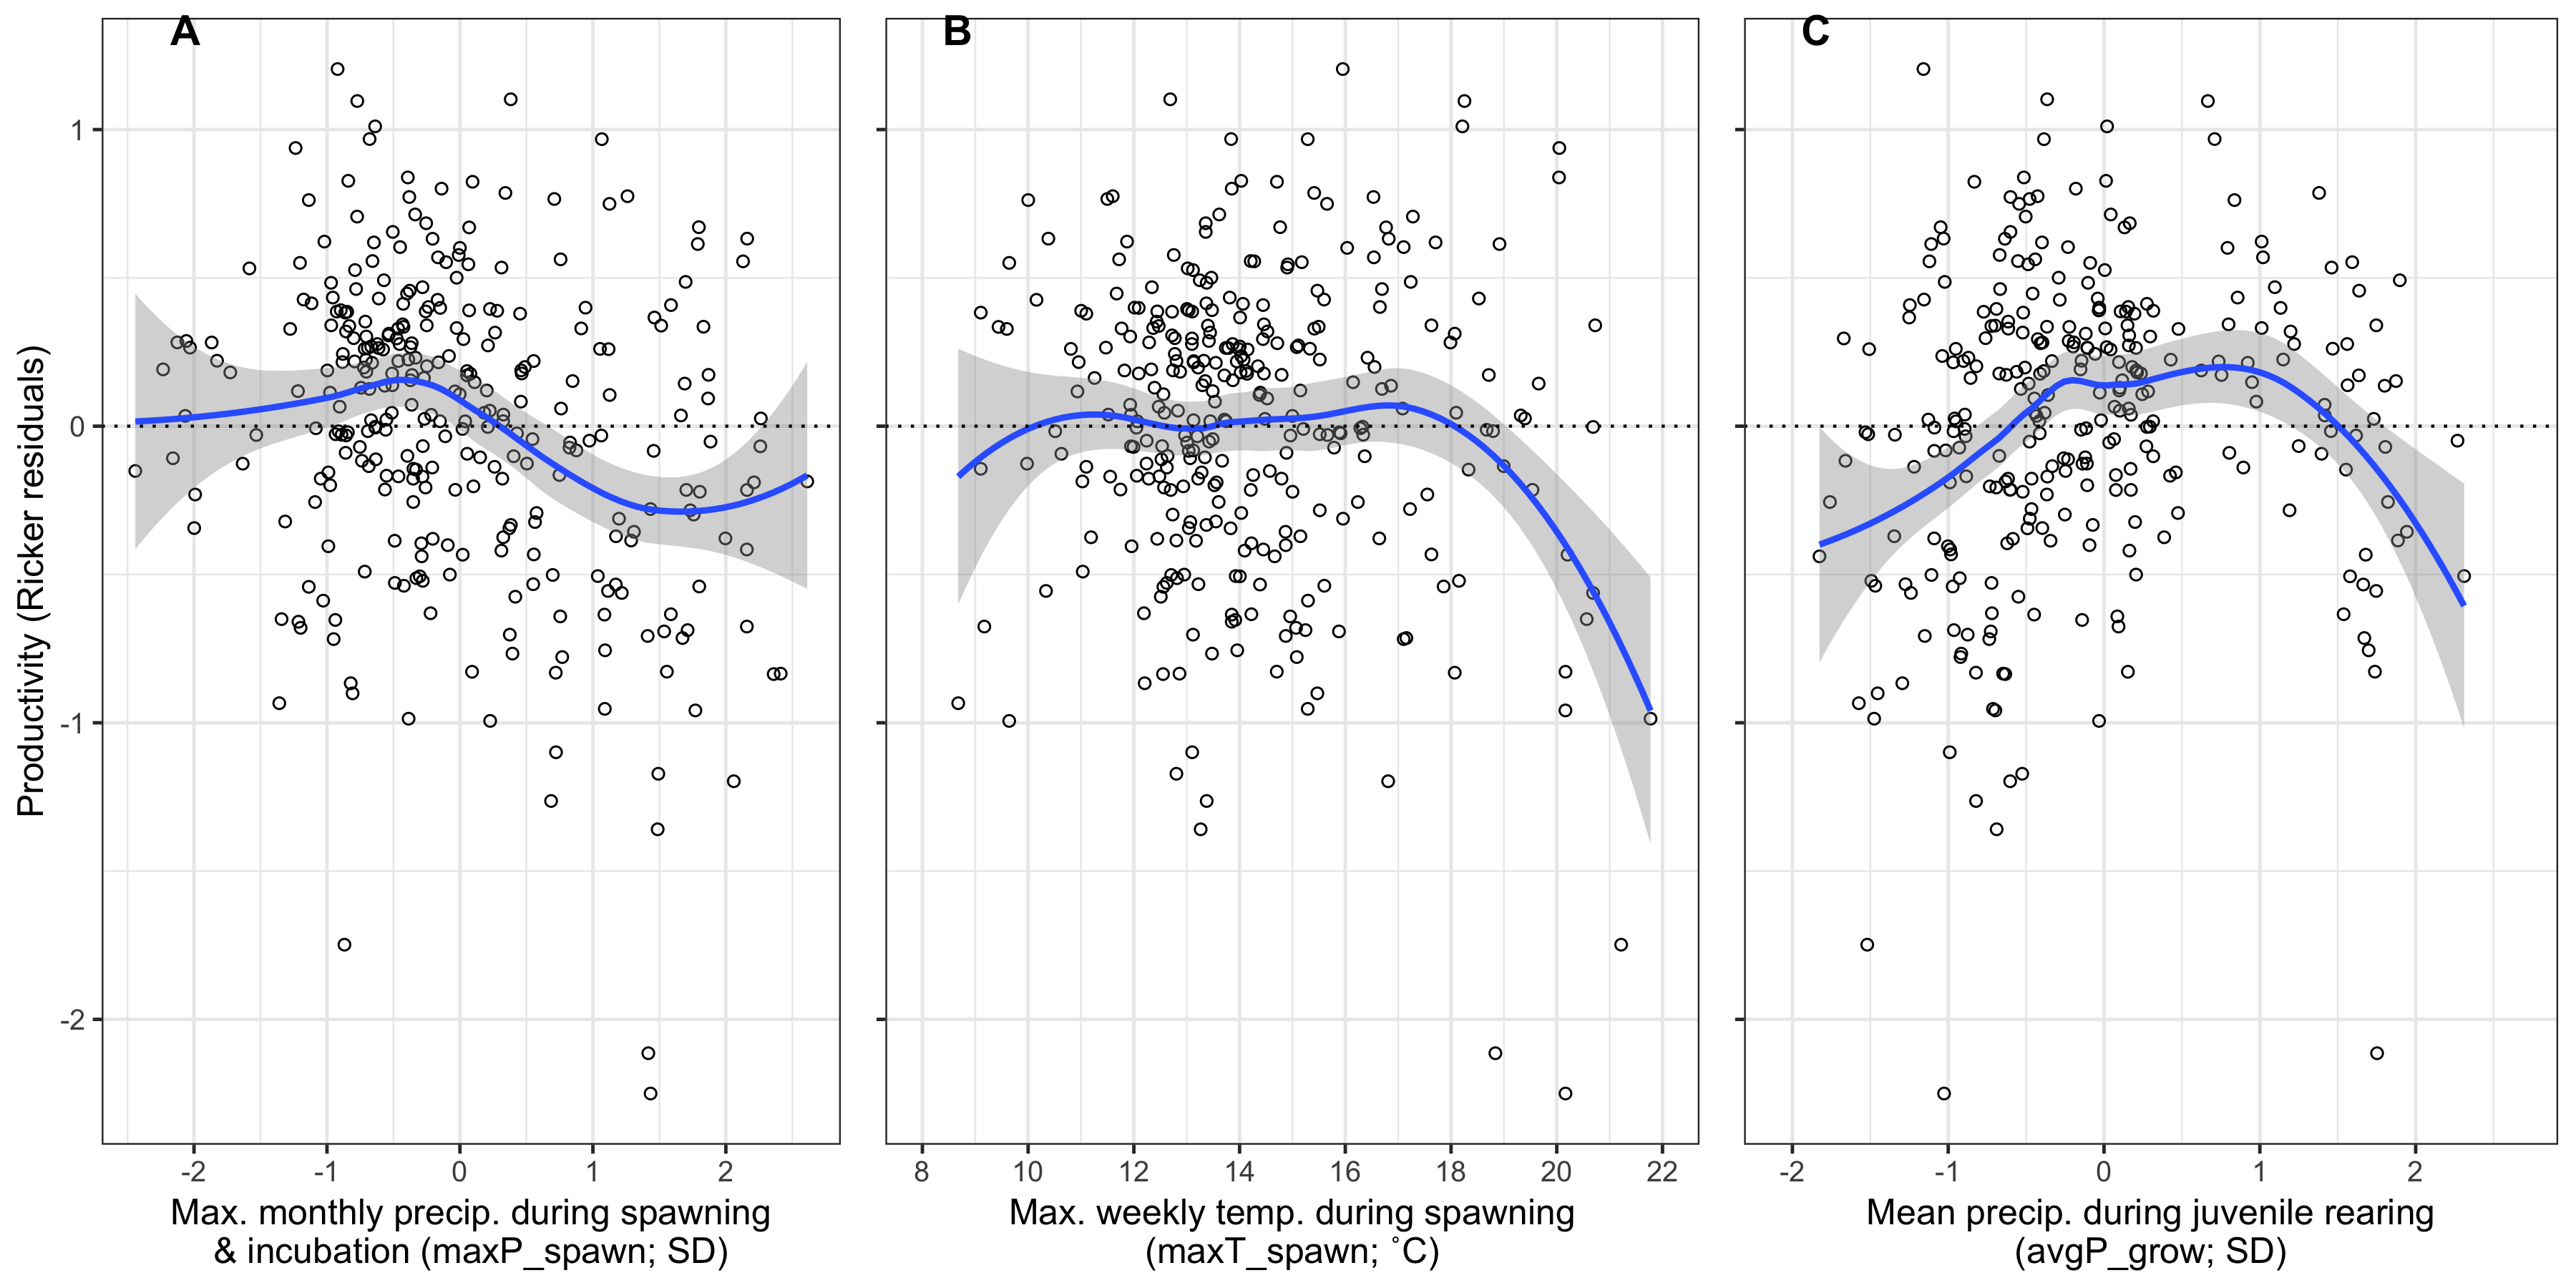 A
B
C
Productivity (Ricker residuals)
1
0
-1
-2
-2 -1 0 1 2
8 10 12 14 16 18 20 22
-2 -1 0 1 2
Max. monthly precip. during spawning
& incubation (maxP_spawn; SD)
Max. weekly temp. during spawning
(maxT_spawn; ˚C)
Mean precip. during juvenile rearing
(avgP_grow; SD)